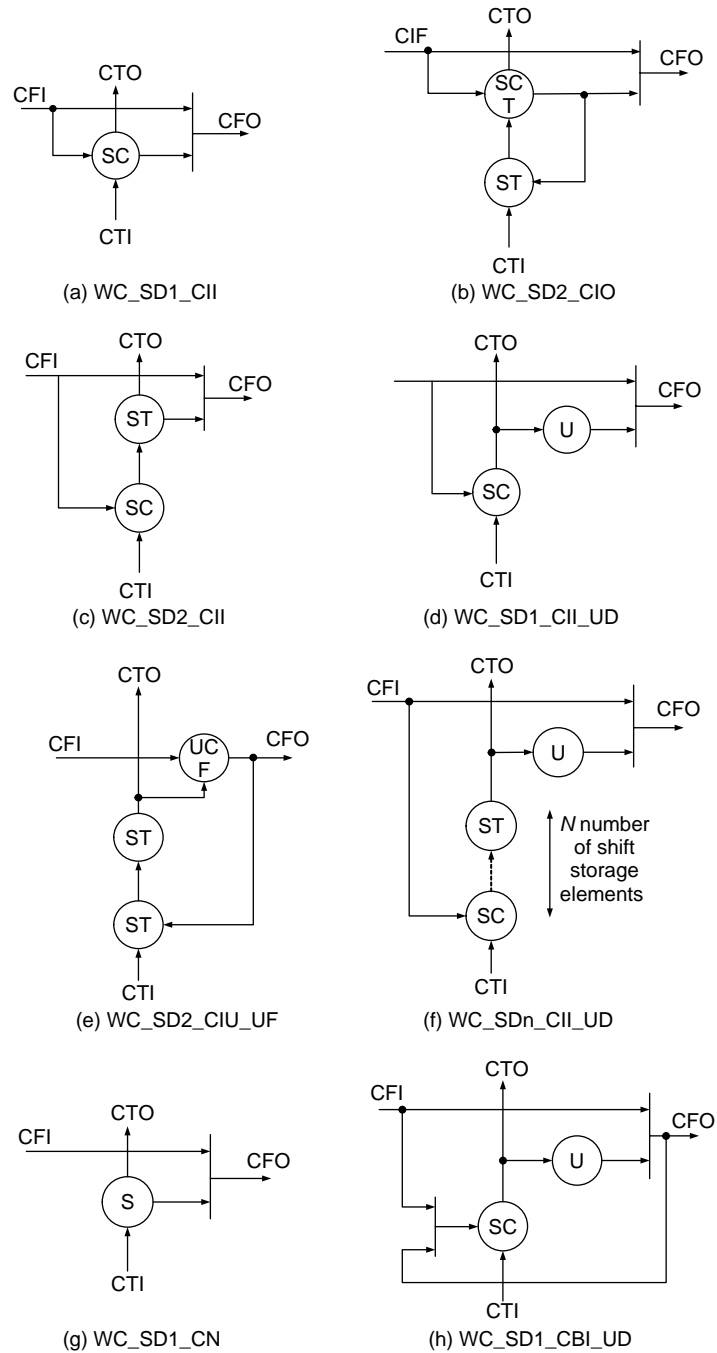 CTO
CFI
CFO
SC
CTI
(a) WC_SD1_CII
CTO
CIF
CFO
SC
T
ST
CTI
(b) WC_SD2_CIO
CTO
CFI
CFO
ST
SC
CTI
(c) WC_SD2_CII
CTO
CFO
U
SC
CTI
(d) WC_SD1_CII_UD
CTO
CFI
UC
F
CFO
ST
ST
CTI
(e) WC_SD2_CIU_UF
CTO
CFI
CFO
U
ST
N number
of shift
storage
elements
SC
CTI
(f) WC_SDn_CII_UD
CTO
CFI
CFO
S
CTI
(g) WC_SD1_CN
CTO
CFI
CFO
U
SC
CTI
(h) WC_SD1_CBI_UD